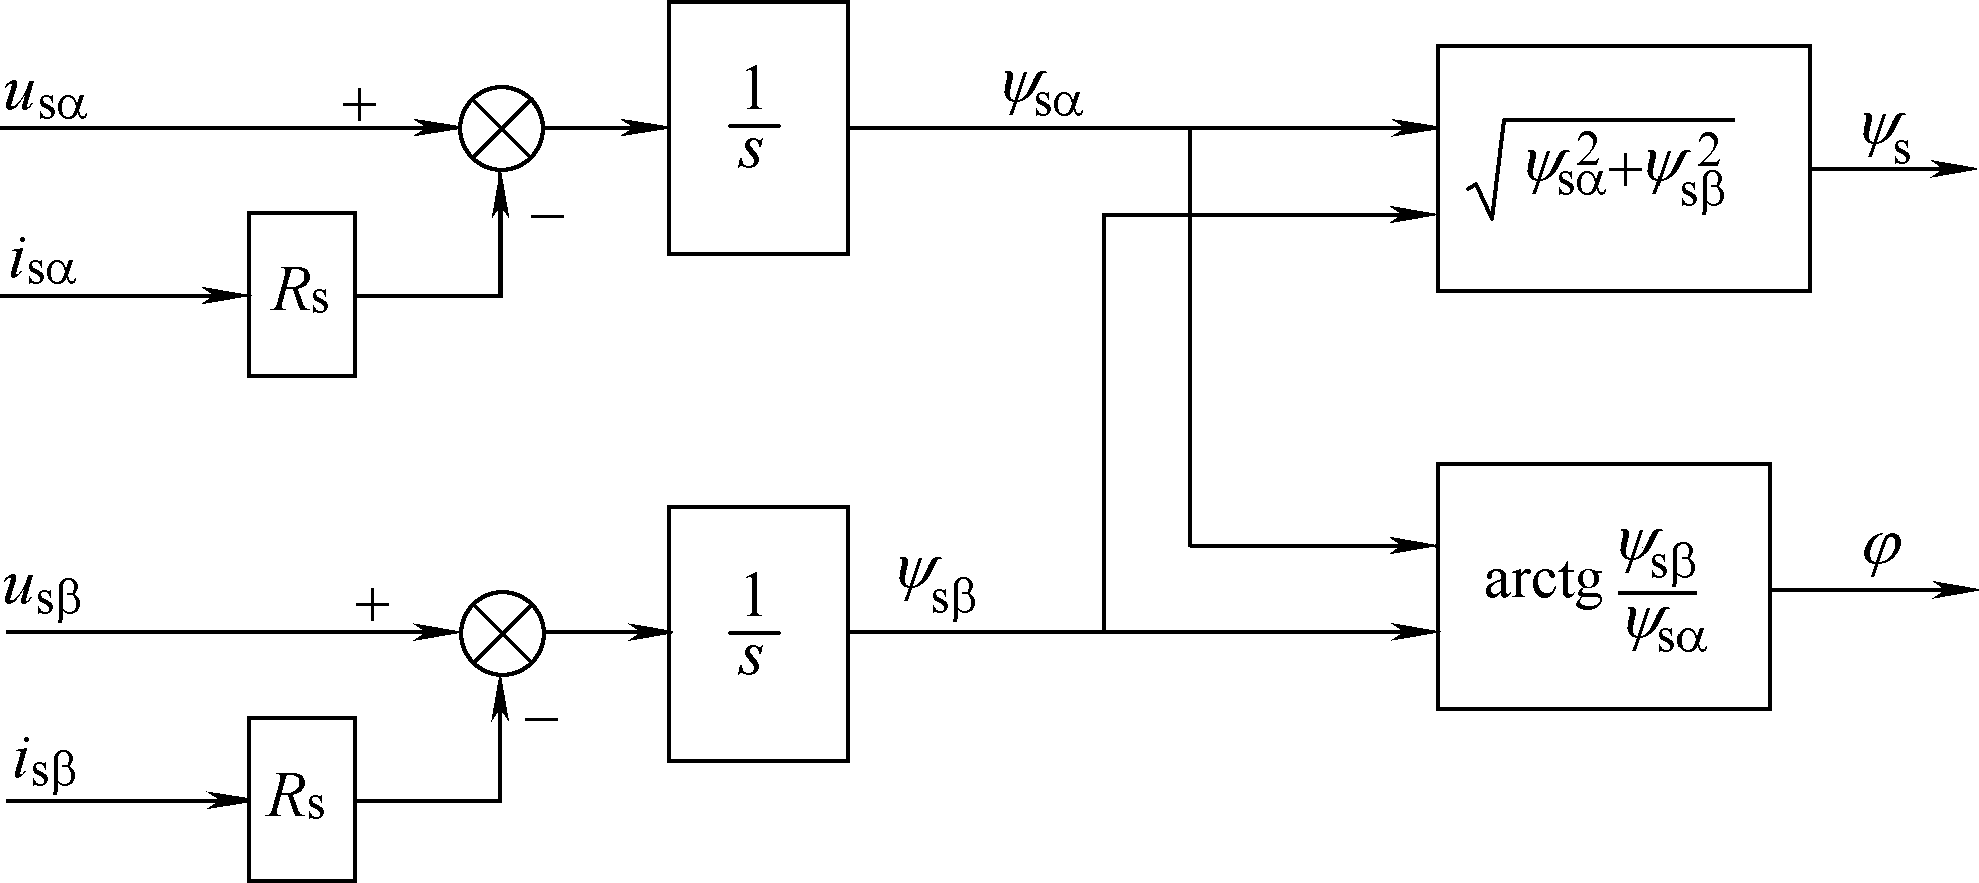 u_sα
+
−
i_sα
R_s
1/s
ψ_sα
√(ψ_sα^2+ψ_sβ^2)
ψ_s
u_sβ
+
−
i_sβ
R_s
1/s
ψ_sβ
arctg ψ_sβ/ψ_sα
φ